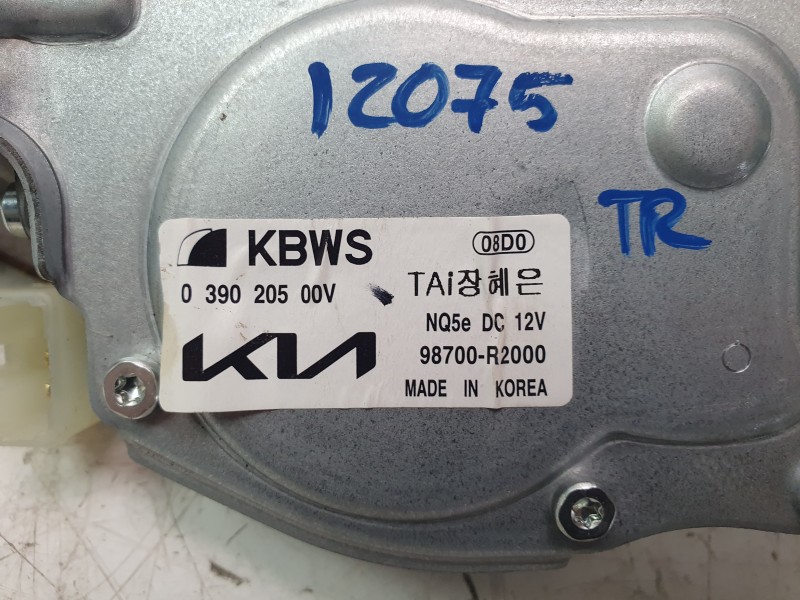 12075
TR
KBWS
08D0
0 390 205 00V
TAi장혜은
NQ5e DC 12V
KIA
98700-R2000
MADE IN KOREA